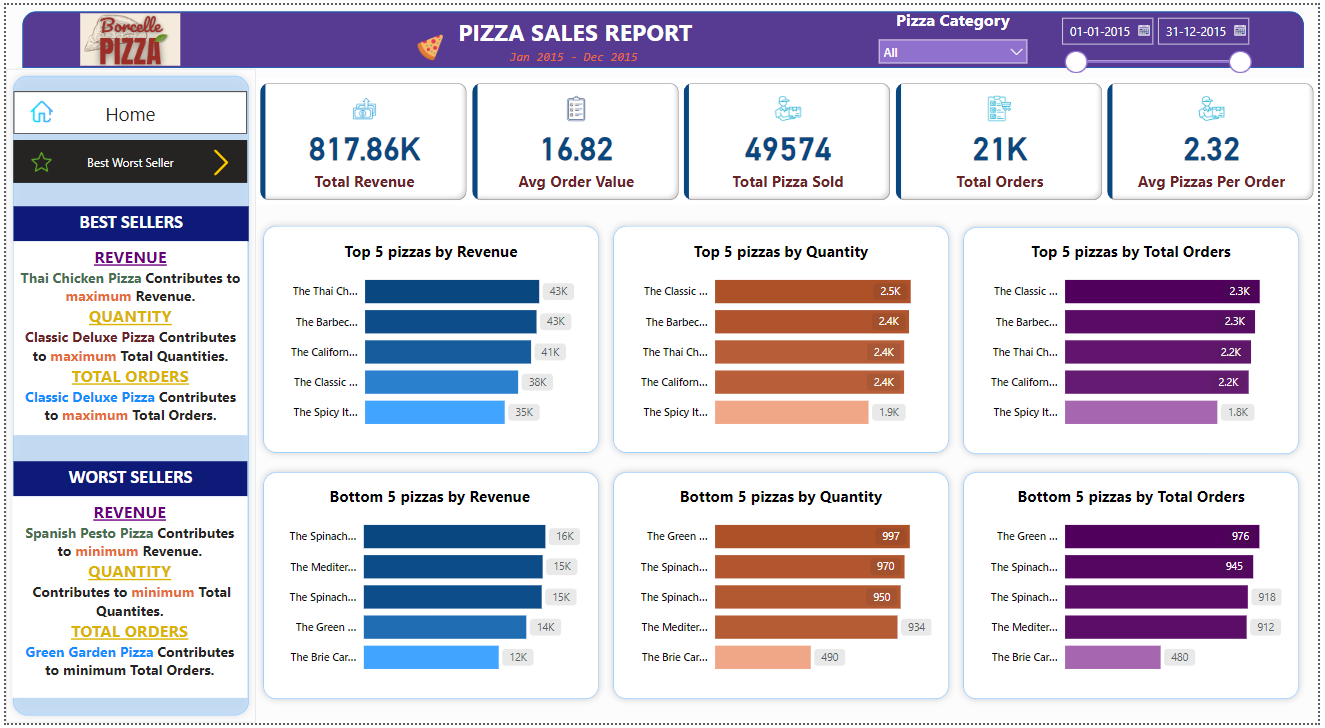 Borcelle
PIZZA
PIZZA SALES REPORT
Jan 2015 - Dec 2015
Pizza Category
All
01-01-2015
31-12-2015
Home
Best Worst Seller
BEST SELLERS
REVENUE
Thai Chicken Pizza Contributes to
maximum Revenue.
QUANTITY
Classic Deluxe Pizza Contributes
to maximum Total Quantities.
TOTAL ORDERS
Classic Deluxe Pizza Contributes
to maximum Total Orders.
WORST SELLERS
REVENUE
Spanish Pesto Pizza Contributes
to minimum Revenue.
QUANTITY
Contributes to minimum Total
Quantites.
TOTAL ORDERS
Green Garden Pizza Contributes
to minimum Total Orders.
817.86K
Total Revenue
16.82
Avg Order Value
49574
Total Pizza Sold
21K
Total Orders
2.32
Avg Pizzas Per Order
Top 5 pizzas by Revenue
The Thai Ch... 43K
The Barbec... 43K
The Californ... 41K
The Classic ... 38K
The Spicy It... 35K
Top 5 pizzas by Quantity
The Classic ... 2.5K
The Barbec... 2.4K
The Thai Ch... 2.4K
The Californ... 2.4K
The Spicy It... 1.9K
Top 5 pizzas by Total Orders
The Classic ... 2.3K
The Barbec... 2.3K
The Thai Ch... 2.2K
The Californ... 2.2K
The Spicy It... 1.8K
Bottom 5 pizzas by Revenue
The Spinach... 16K
The Mediter... 15K
The Spinach... 15K
The Green ... 14K
The Brie Car... 12K
Bottom 5 pizzas by Quantity
The Green ... 997
The Spinach... 970
The Spinach... 950
The Mediter... 934
The Brie Car... 490
Bottom 5 pizzas by Total Orders
The Green ... 976
The Spinach... 945
The Spinach... 918
The Mediter... 912
The Brie Car... 480